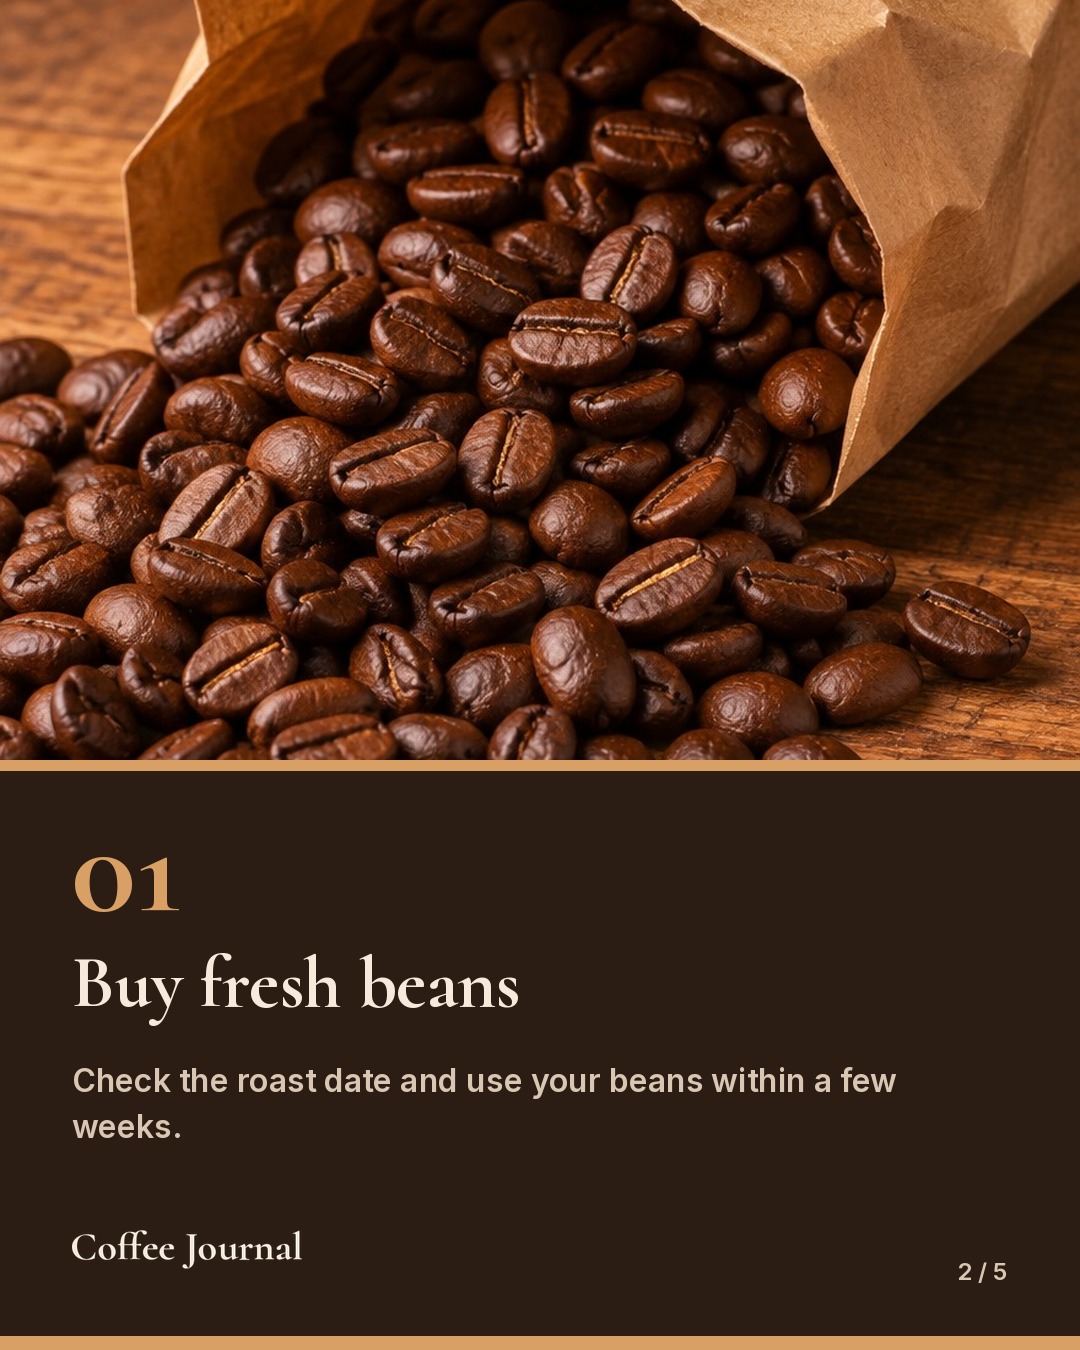 01
Buy fresh beans
Check the roast date and use your beans within a few
weeks.
Coffee Journal
2 / 5